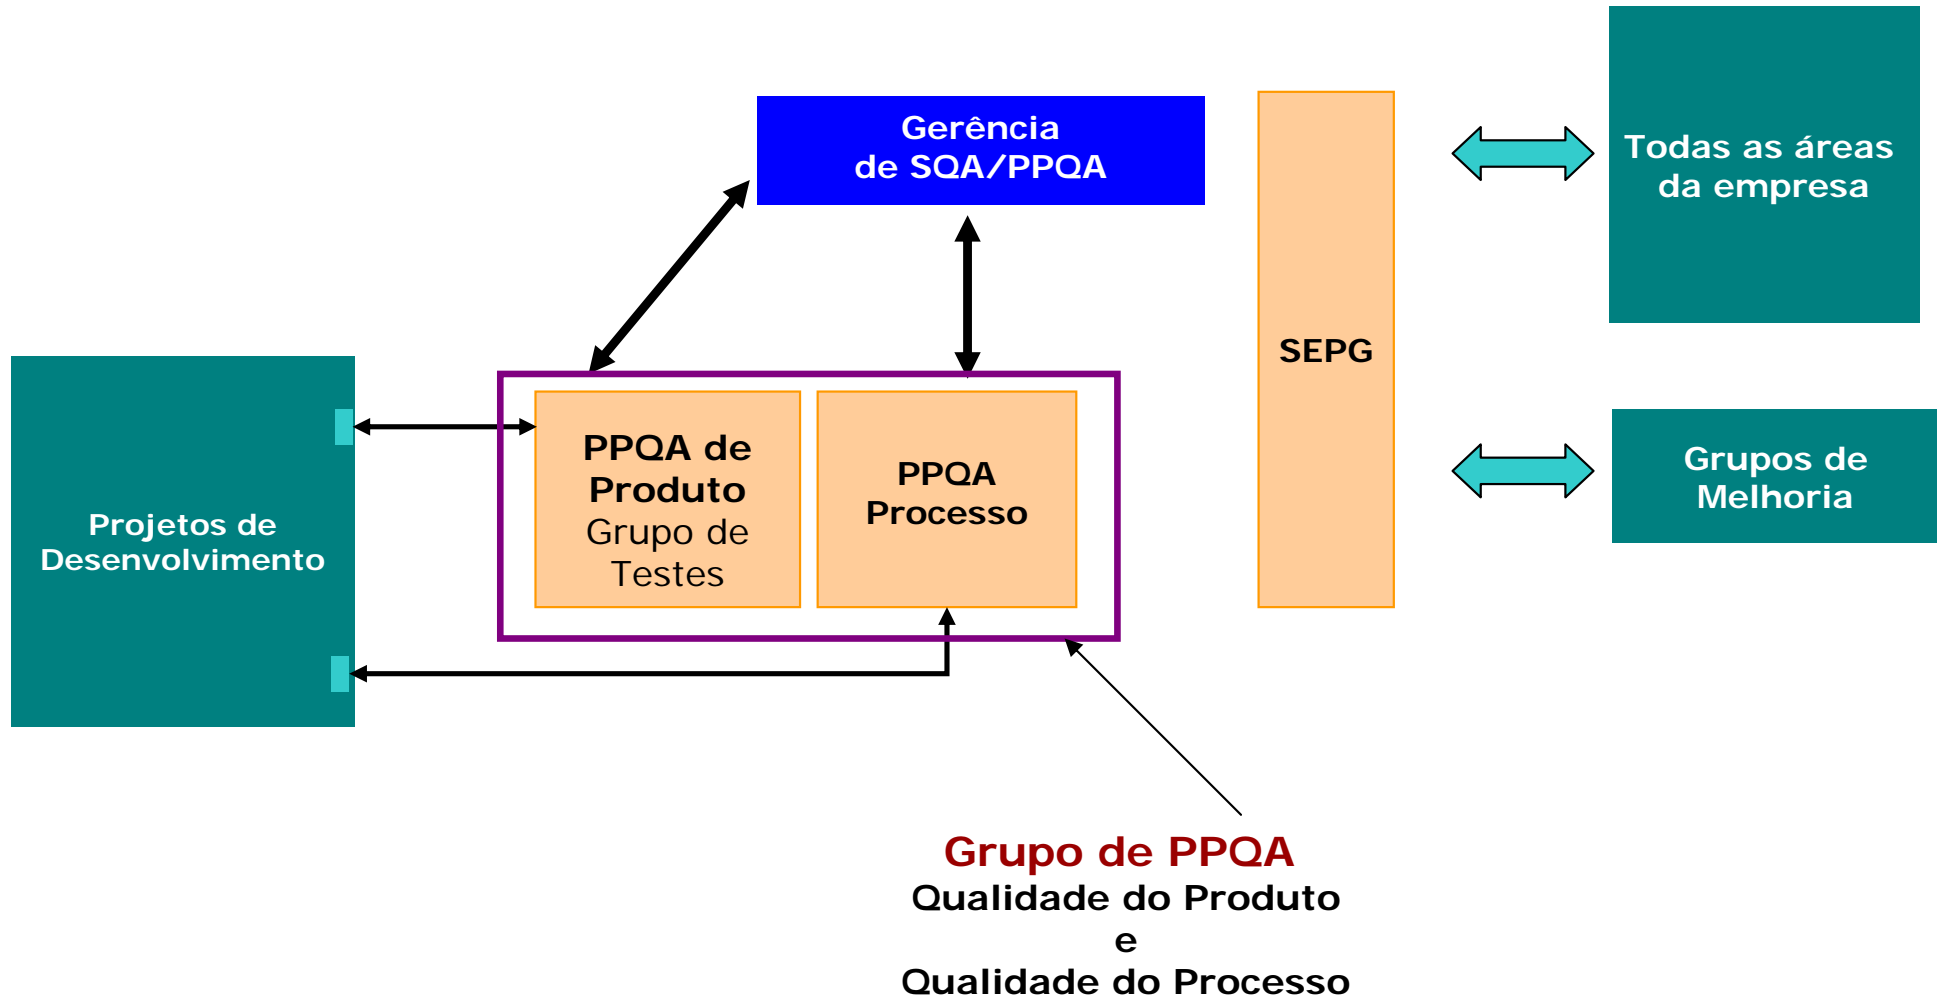 Gerência
de SQA/PPQA
Todas as áreas
da empresa
SEPG
Projetos de
Desenvolvimento
PPQA de
Produto
Grupo de
Testes
PPQA
Processo
Grupos de
Melhoria
Grupo de PPQA
Qualidade do Produto
e
Qualidade do Processo